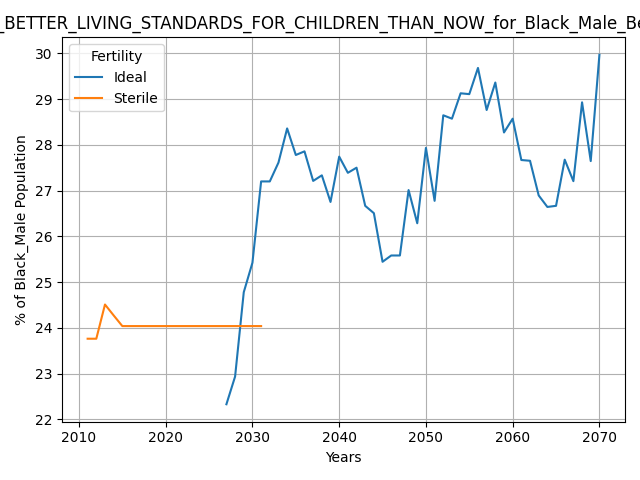 _BETTER_LIVING_STANDARDS_FOR_CHILDREN_THAN_NOW_for_Black_Male_Be
30
29
28
27
26
25
24
23
22
% of Black_Male Population
Fertility
Ideal
Sterile
2010 2020 2030 2040 2050 2060 2070
Years